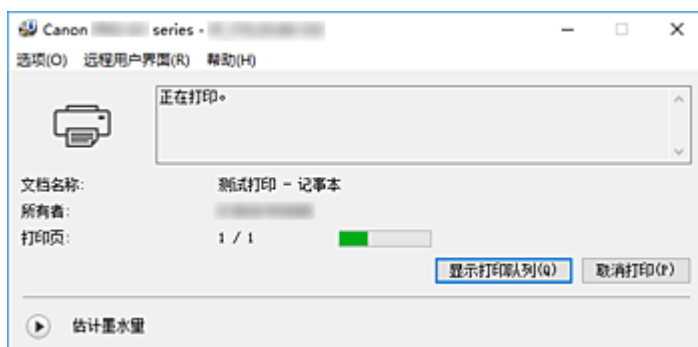 Canon series -
选项(O) 远程用户界面(R) 帮助(H)
正在打印。
文档名称: 测试打印 - 记事本
所有者:
打印页: 1 / 1
显示打印队列(Q) 取消打印(P)
估计墨水量